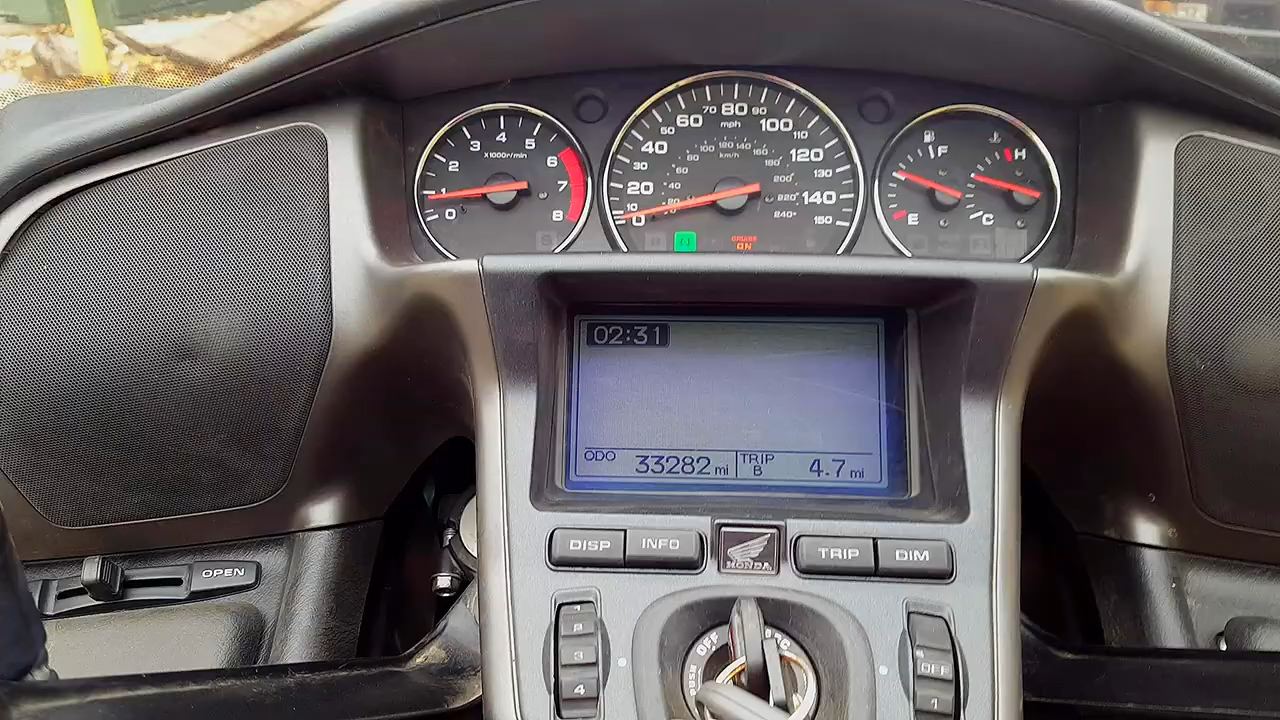 0
1
2
3
4
5
6
7
8
X1000r/min
0
10
20
30
40
50
60
70
80
90
100
110
120
130
140
150
mph
km/h
20
40
60
80
100
120
140
160
180
200
220
240
CRUISE
ON
F
E
H
C
02:31
ODO 33282 mi
TRIP B 4.7 mi
DISP
INFO
HONDA
TRIP
DIM
OPEN
2
3
4
OFF
1
OFF
PUSH